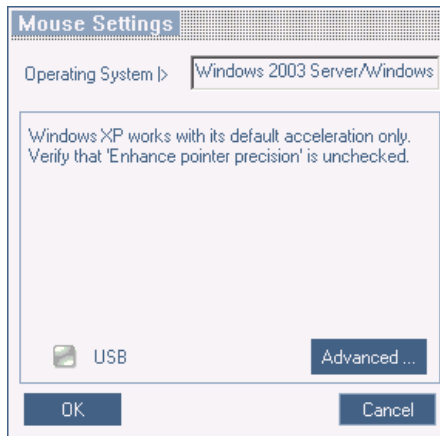 Mouse Settings
Operating System |>
Windows 2003 Server/Windows
Windows XP works with its default acceleration only.
Verify that 'Enhance pointer precision' is unchecked.
USB
Advanced ...
OK
Cancel